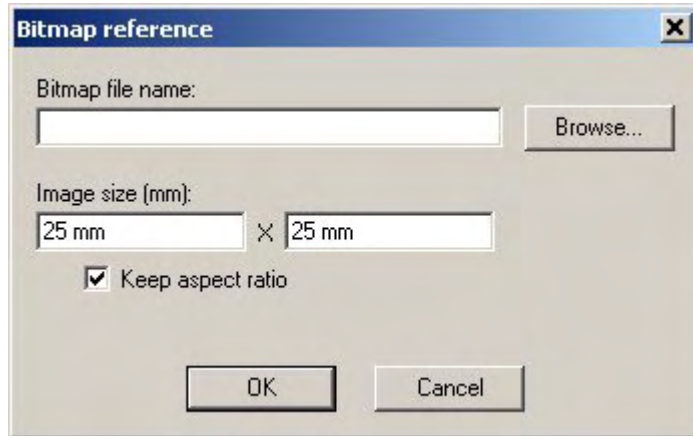 Bitmap reference
Bitmap file name:
Browse...
Image size (mm):
25 mm X 25 mm
Keep aspect ratio
OK Cancel